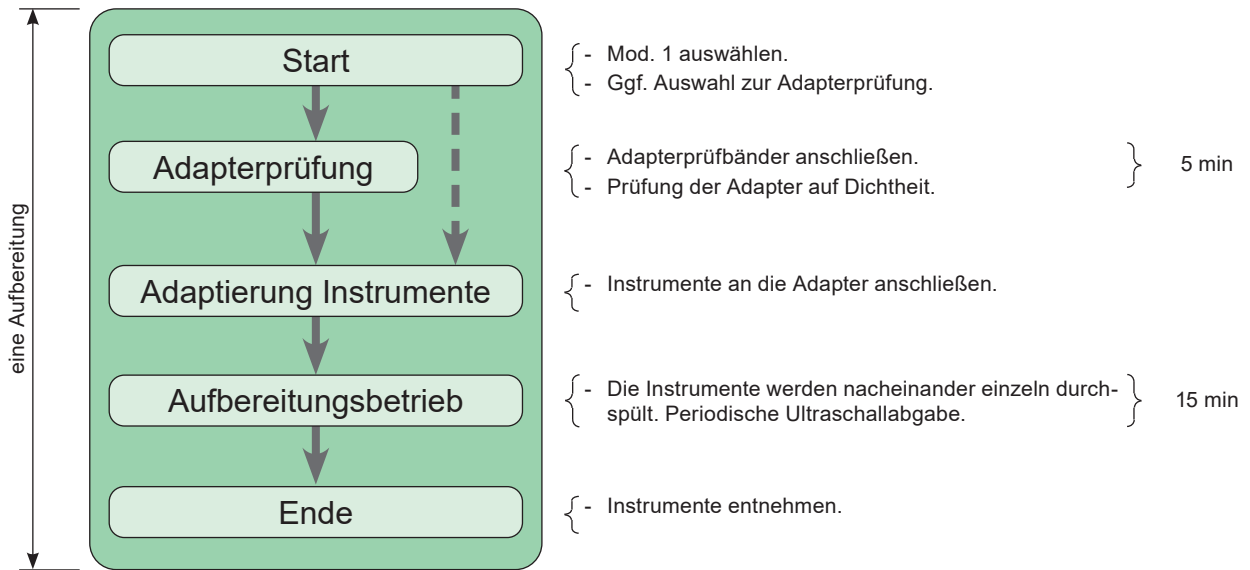 eine Aufbereitung
Start
- Mod. 1 auswählen.
- Ggf. Auswahl zur Adapterprüfung.
Adapterprüfung
- Adapterprüfbänder anschließen.
- Prüfung der Adapter auf Dichtheit.
5 min
Adaptierung Instrumente
- Instrumente an die Adapter anschließen.
Aufbereitungsbetrieb
- Die Instrumente werden nacheinander einzeln durch-
spült. Periodische Ultraschallabgabe.
15 min
Ende
- Instrumente entnehmen.